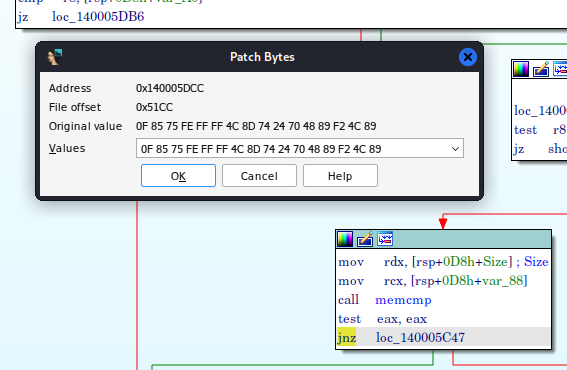 jz loc_140005DB6
Patch Bytes
Address 0x140005DCC
File offset 0x51CC
Original value 0F 85 75 FE FF FF 4C 8D 74 24 70 48 89 F2 4C 89
Values 0F 85 75 FE FF FF 4C 8D 74 24 70 48 89 F2 4C 89
OK Cancel Help
loc_1400
test r8
jz sho
mov rdx, [rsp+0D8h+Size] ; Size
mov rcx, [rsp+0D8h+var_88]
call memcmp
test eax, eax
jnz loc_140005C47